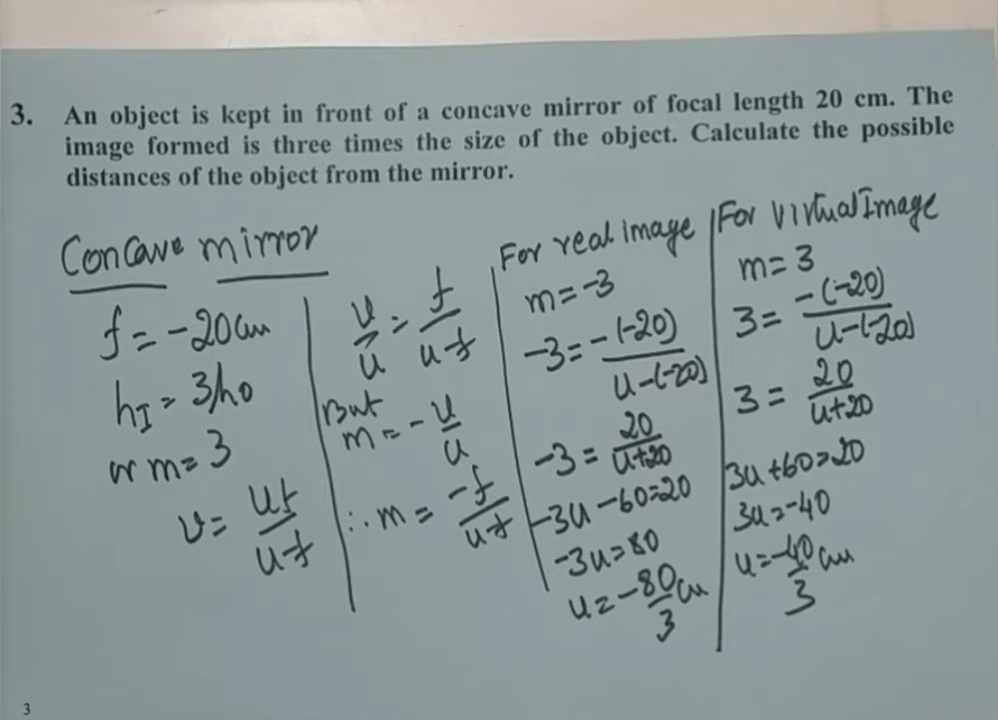 3. An object is kept in front of a concave mirror of focal length 20 cm. The
image formed is three times the size of the object. Calculate the possible
distances of the object from the mirror.
Concave mirror
f = -20cm
hI = 3ho
or m = 3
v = uf/u-f
v/u = f/u-f
But
m = -v/u
∴ m = -f/u-f
For real image
m = -3
-3 = -(-20)/u-(-20)
-3 = 20/u+20
-3u-60=20
-3u=80
u = -80/3 cm
For virtual Image
m = 3
3 = -(-20)/u-(-20)
3 = 20/u+20
3u+60=20
3u=-40
u = -40/3 cm
3